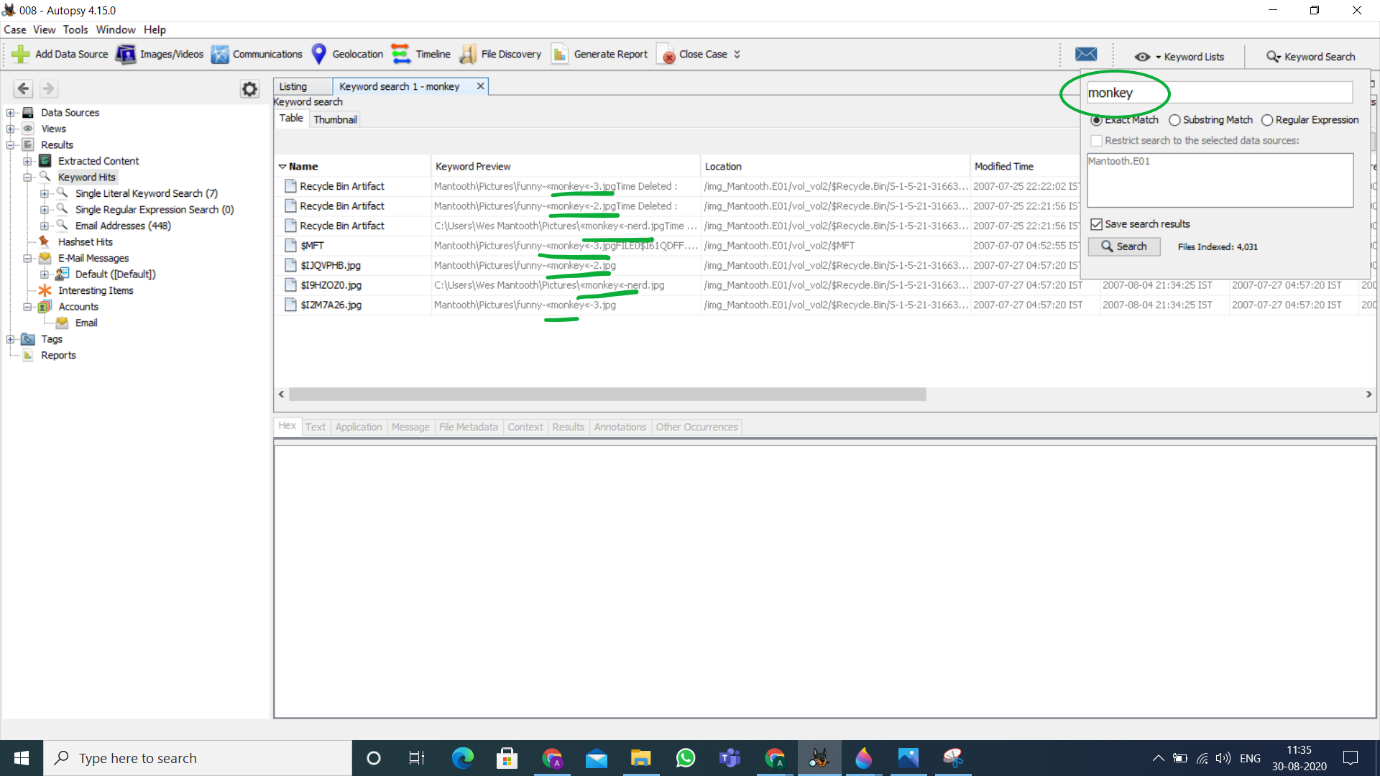 008 - Autopsy 4.15.0
Case View Tools Window Help
Add Data Source Images/Videos Communications Geolocation Timeline File Discovery Generate Report Close Case Keyword Lists Keyword Search
Listing Keyword search 1 - monkey
Keyword search
Table Thumbnail
monkey
Exact Match Substring Match Regular Expression
Restrict search to the selected data sources:
Mantooth.E01
Save search results
Search Files Indexed: 4,031
Data Sources
Views
Results
Extracted Content
Keyword Hits
Single Literal Keyword Search (7)
Single Regular Expression Search (0)
Email Addresses (448)
Hashset Hits
E-Mail Messages
Default ([Default])
Interesting Items
Accounts
Email
Tags
Reports
Name Keyword Preview Location Modified Time
Recycle Bin Artifact Mantooth\Pictures\funny-«monkey«-3.jpgTime Deleted : /img_Mantooth.E01/vol_vol2/$Recycle.Bin/S-1-5-21-31663... 2007-07-25 22:22:02 IST
Recycle Bin Artifact Mantooth\Pictures\funny-«monkey«-2.jpgTime Deleted : /img_Mantooth.E01/vol_vol2/$Recycle.Bin/S-1-5-21-31663... 2007-07-25 22:21:56 IST
Recycle Bin Artifact C:\Users\Wes Mantooth\Pictures\«monkey«-nerd.jpgTime ... /img_Mantooth.E01/vol_vol2/$Recycle.Bin/S-1-5-21-31663... 2007-07-25 22:21:56 IST
$MFT Mantooth\Pictures\funny-«monkey«-3.jpgFILE0$I61QDFF.... /img_Mantooth.E01/vol_vol2/$MFT 2007-07-07 04:52:55 IST
$IJQVPHB.jpg Mantooth\Pictures\funny-«monkey«-2.jpg /img_Mantooth.E01/vol_vol2/$Recycle.Bin/S-1-5-21-31663... 2007-07-27 04:57:20 IST
$I9HZOZ0.jpg C:\Users\Wes Mantooth\Pictures\«monkey«-nerd.jpg /img_Mantooth.E01/vol_vol2/$Recycle.Bin/S-1-5-21-31663... 2007-07-27 04:57:20 IST 2007-08-04 21:34:25 IST 2007-07-27 04:57:20 IST
$I2M7A26.jpg Mantooth\Pictures\funny-«monkey«-3.jpg /img_Mantooth.E01/vol_vol2/$Recycle.Bin/S-1-5-21-31663... 2007-07-27 04:57:20 IST 2007-08-04 21:34:25 IST 2007-07-27 04:57:20 IST
Hex Text Application Message File Metadata Context Results Annotations Other Occurrences
Type here to search
ENG
11:35
30-08-2020